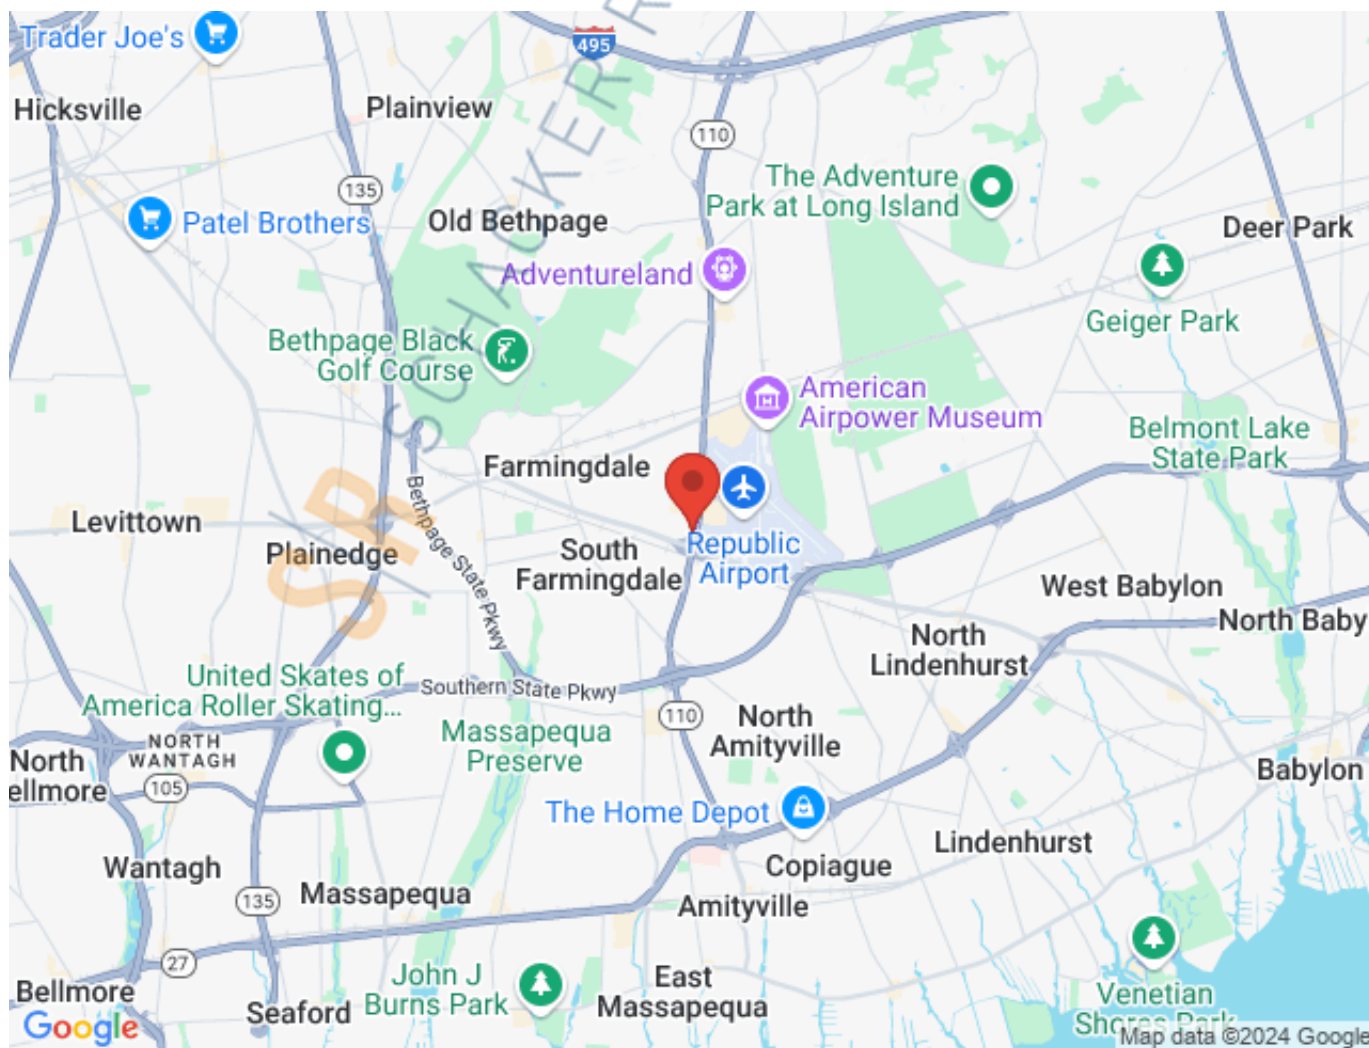 Trader Joe's
495
Hicksville
Plainview
110
135
The Adventure
Park at Long Island
Patel Brothers
Old Bethpage
Deer Park
Adventureland
Geiger Park
Bethpage Black
Golf Course
American
Airpower Museum
Belmont Lake
State Park
Farmingdale
Bethpage State Pkwy
Levittown
Plainedge
South
Farmingdale
Republic
Airport
West Babylon
North Baby
North
Lindenhurst
United Skates of
America Roller Skating...
Southern State Pkwy
110
North
Amityville
Massapequa
Preserve
NORTH
WANTAGH
North
ellmore
105
Babylon
The Home Depot
Lindenhurst
Wantagh
Copiague
Massapequa
135
Amityville
27
John J
Burns Park
East
Massapequa
Bellmore
Seaford
Venetian
Shores Park
Google
Map data ©2024 Google
SR
SCHACKER R